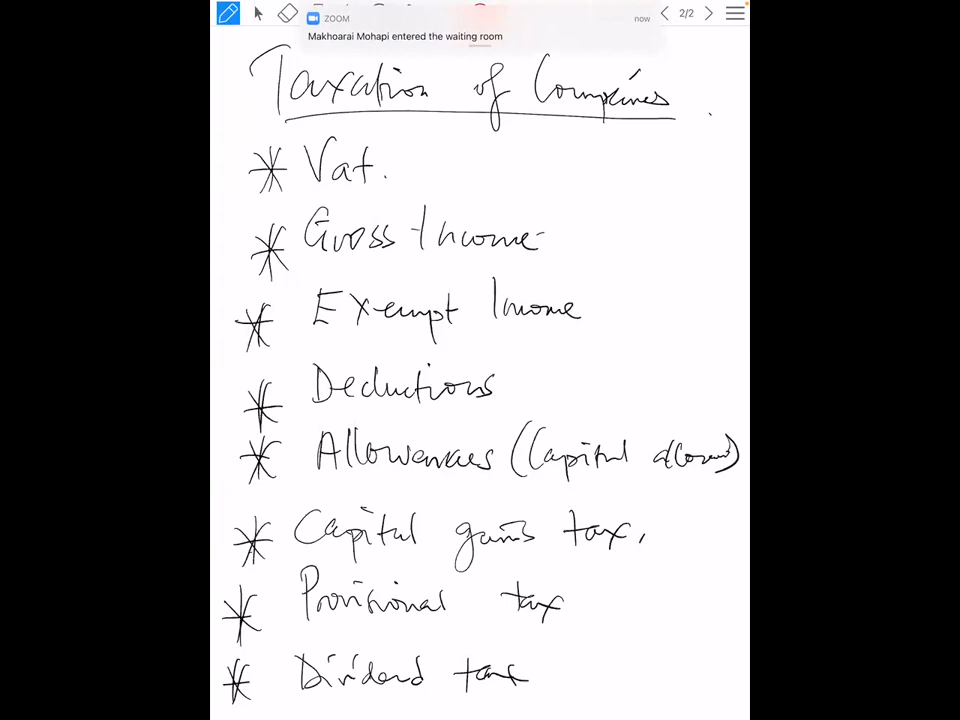 ZOOM
now
2/2
Makhoarai Mohapi entered the waiting room
Taxation of Companies
* Vat.
* Gross Income
* Exempt Income
* Deductions
* Allowances (Capital allowances)
* Capital gains tax,
* Provisional tax
* Dividend tax